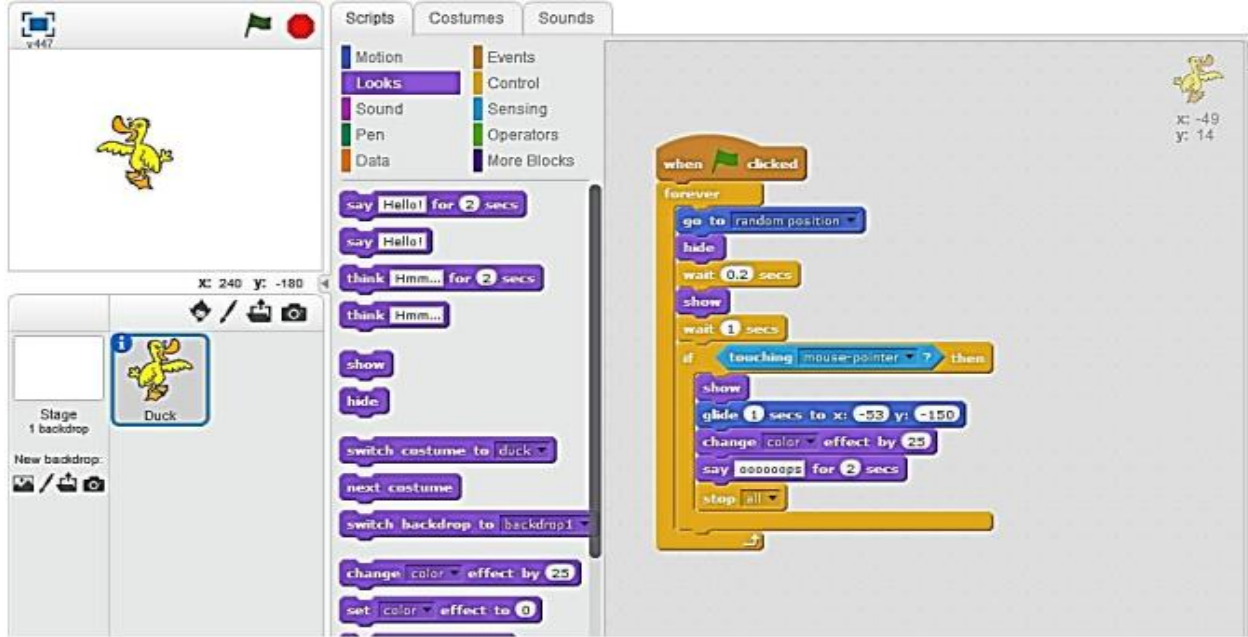 v447
Scripts Costumes Sounds
Motion Events
Looks Control
Sound Sensing
Pen Operators
Data More Blocks
say Hello! for 2 secs
say Hello!
think Hmm... for 2 secs
think Hmm...
show
hide
switch costume to duck
next costume
switch backdrop to backdrop1
change color effect by 25
set color effect to 0
X: 240 y: -180
Stage
1 backdrop
New backdrop:
i
Duck
x: -49
y: 14
when clicked
forever
go to random position
hide
wait 0.2 secs
show
wait 1 secs
if touching mouse-pointer ? then
show
glide 1 secs to x: -53 y: -150
change color effect by 25
say oooooops for 2 secs
stop all